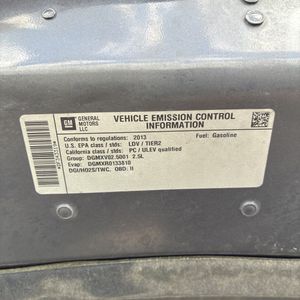 GM
GENERAL
MOTORS
LLC
VEHICLE EMISSION CONTROL
INFORMATION
Conforms to regulations: 2013
Fuel: Gasoline
U.S. EPA class / stds: LDV / TIER2
California class / stds: PC / ULEV qualified
Group: DGMXV02.5001 2.5L
Evap: DGMXR0133810
DGI/HO2S/TWC, OBD: II